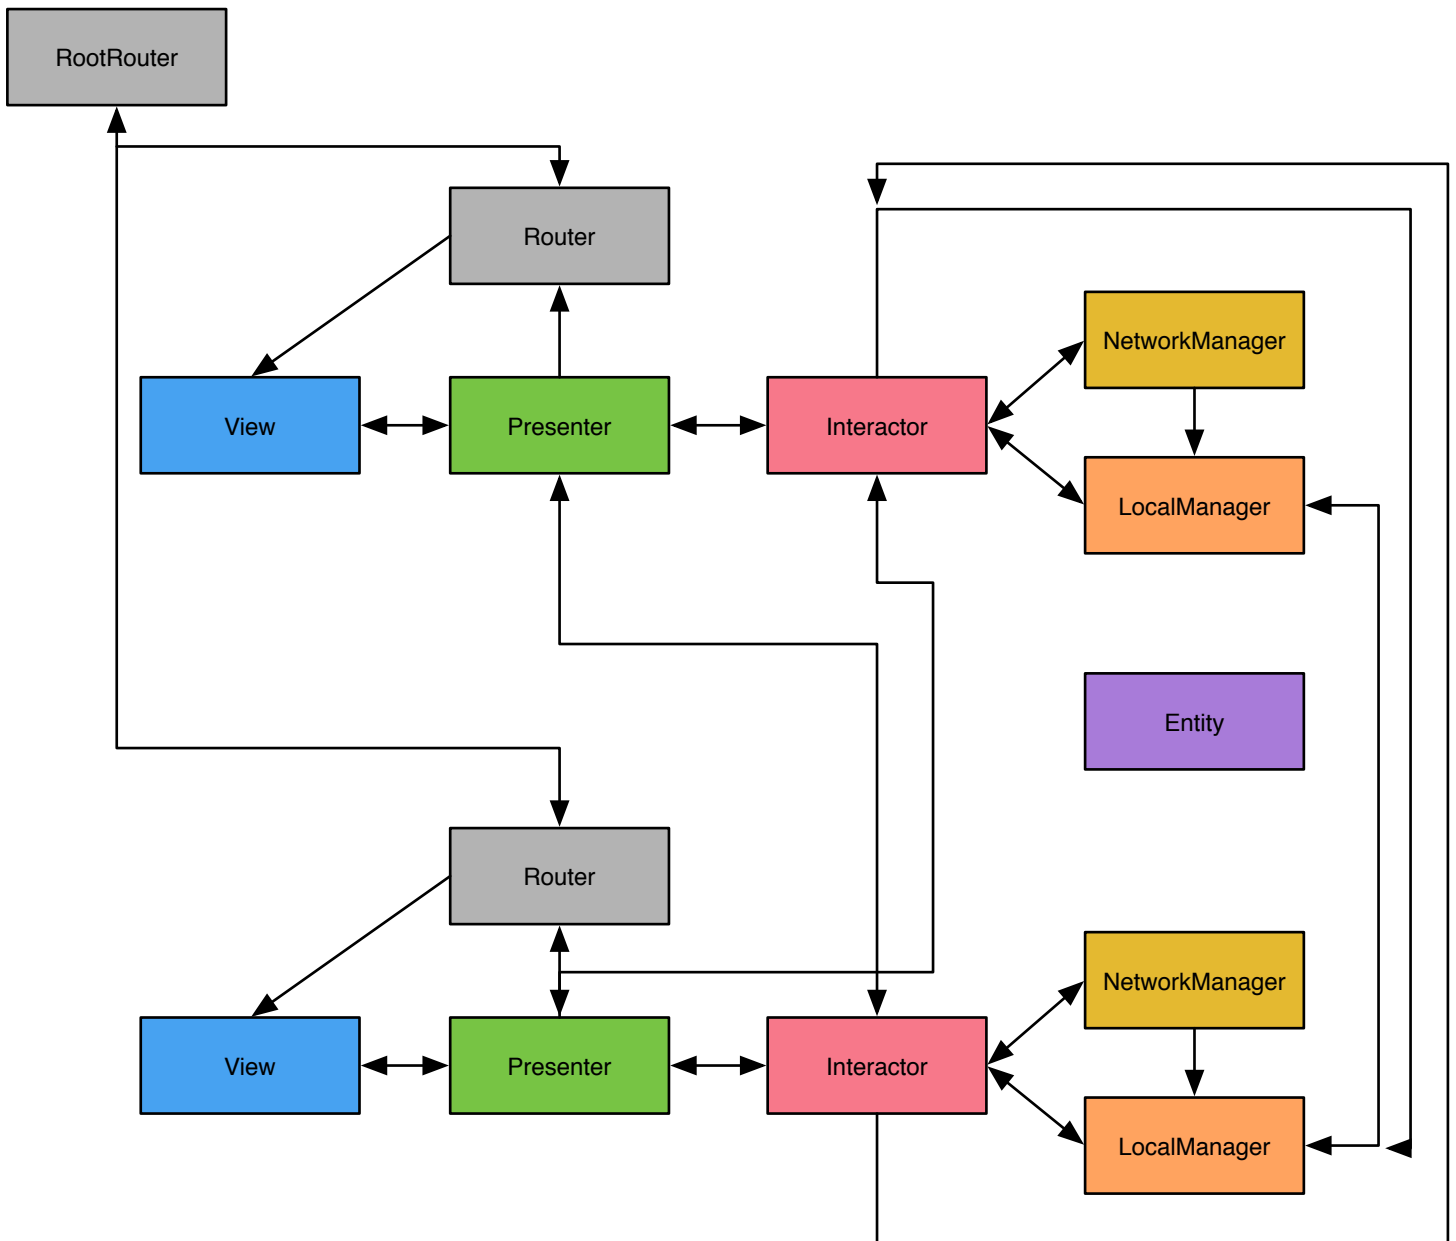 RootRouter
Router
NetworkManager
View
Presenter
Interactor
LocalManager
Entity
Router
NetworkManager
View
Presenter
Interactor
LocalManager